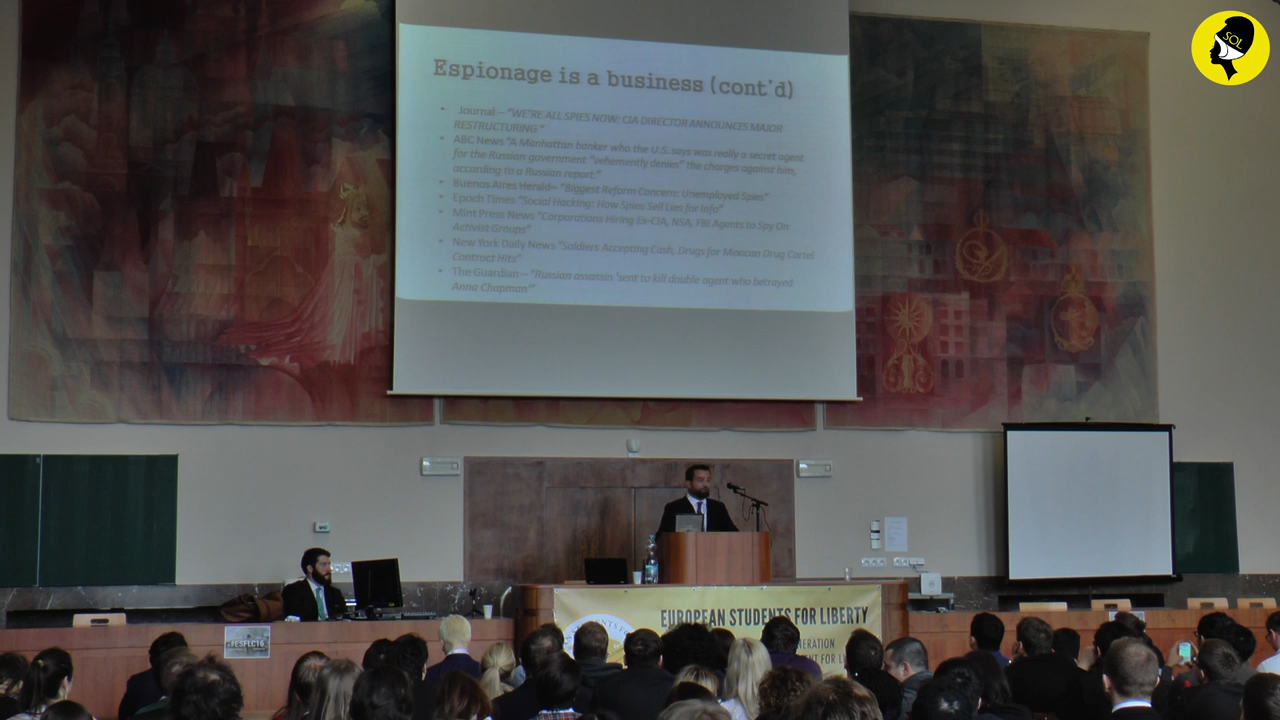 SOL
Espionage is a business (cont'd)
• Journal – "WE'RE ALL SPIES NOW: CIA DIRECTOR ANNOUNCES MAJOR
RESTRUCTURING"
• ABC News "A Manhattan banker who the U.S. says was really a secret agent
for the Russian government "vehemently denies" the charges against him,
according to a Russian report."
• Buenos Aires Herald– "Biggest Reform Concern: Unemployed Spies"
• Epoch Times "Social Hacking: How Spies Sell Lies for Info"
• Mint Press News "Corporations Hiring Ex-CIA, NSA, FBI Agents to Spy On
Activist Groups"
• New York Daily News "Soldiers Accepting Cash, Drugs for Mexican Drug Cartel
Contract Hits"
• The Guardian – "Russian assassin 'sent to kill double agent who betrayed
Anna Chapman'"
EUROPEAN STUDENTS FOR LIBERTY
#ESFLC16